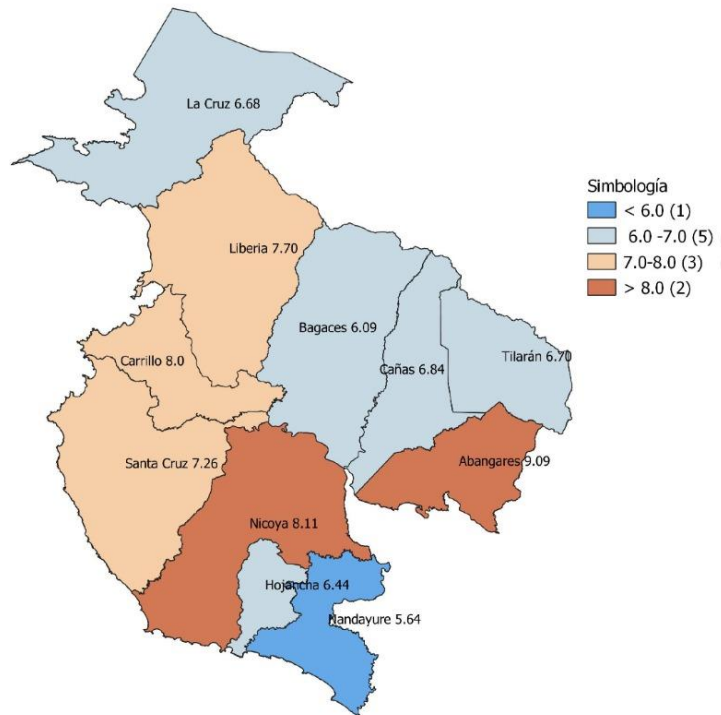 La Cruz 6.68
Simbología
< 6.0 (1)
6.0 -7.0 (5)
7.0-8.0 (3)
> 8.0 (2)
Liberia 7.70
Bagaces 6.09
Carrillo 8.0
Cañas 6.84
Tilarán 6.70
Santa Cruz 7.26
Abangares 9.09
Nicoya 8.11
Hojancha 6.44
Nandayure 5.64